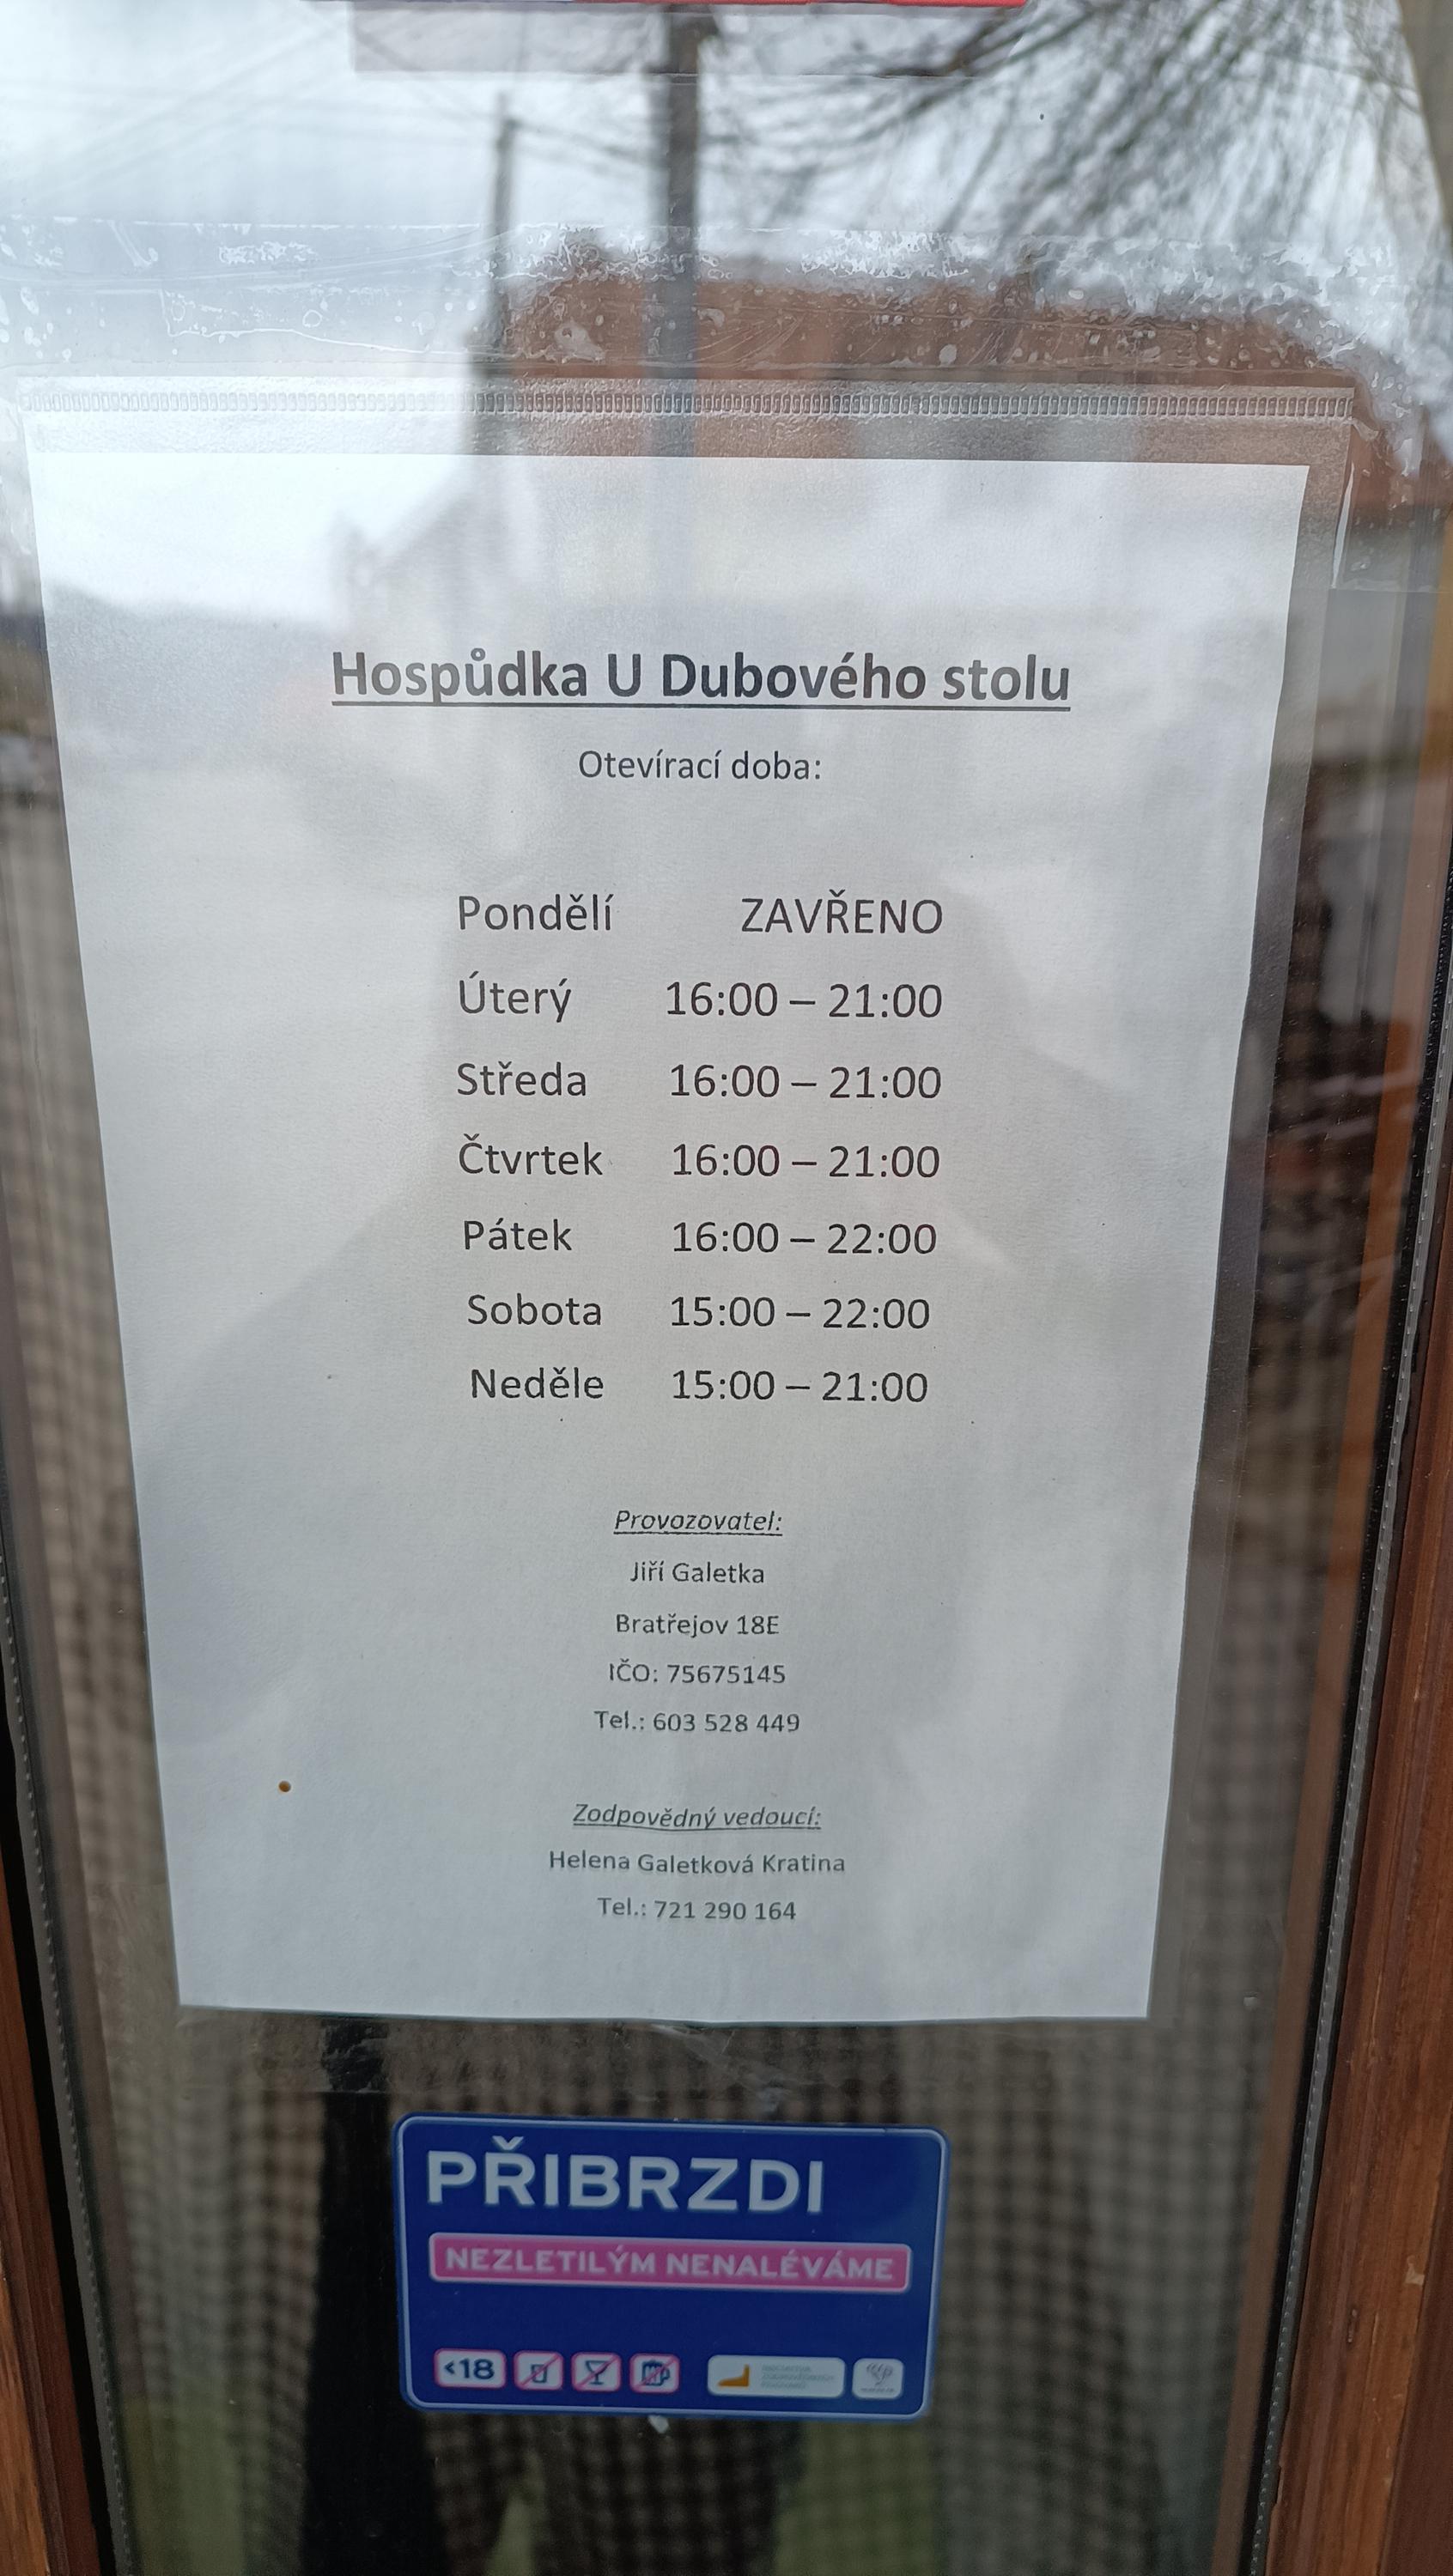 Hospůdka U Dubového stolu
Otevírací doba:
Pondělí ZAVŘENO
Úterý 16:00 – 21:00
Středa 16:00 – 21:00
Čtvrtek 16:00 – 21:00
Pátek 16:00 – 22:00
Sobota 15:00 – 22:00
Neděle 15:00 – 21:00
Provozovatel:
Jiří Galetka
Bratřejov 18E
IČO: 75675145
Tel.: 603 528 449
Zodpovědný vedoucí:
Helena Galetková Kratina
Tel.: 721 290 164
PŘIBRZDI
NEZLETILÝM NENALÉVÁME
<18